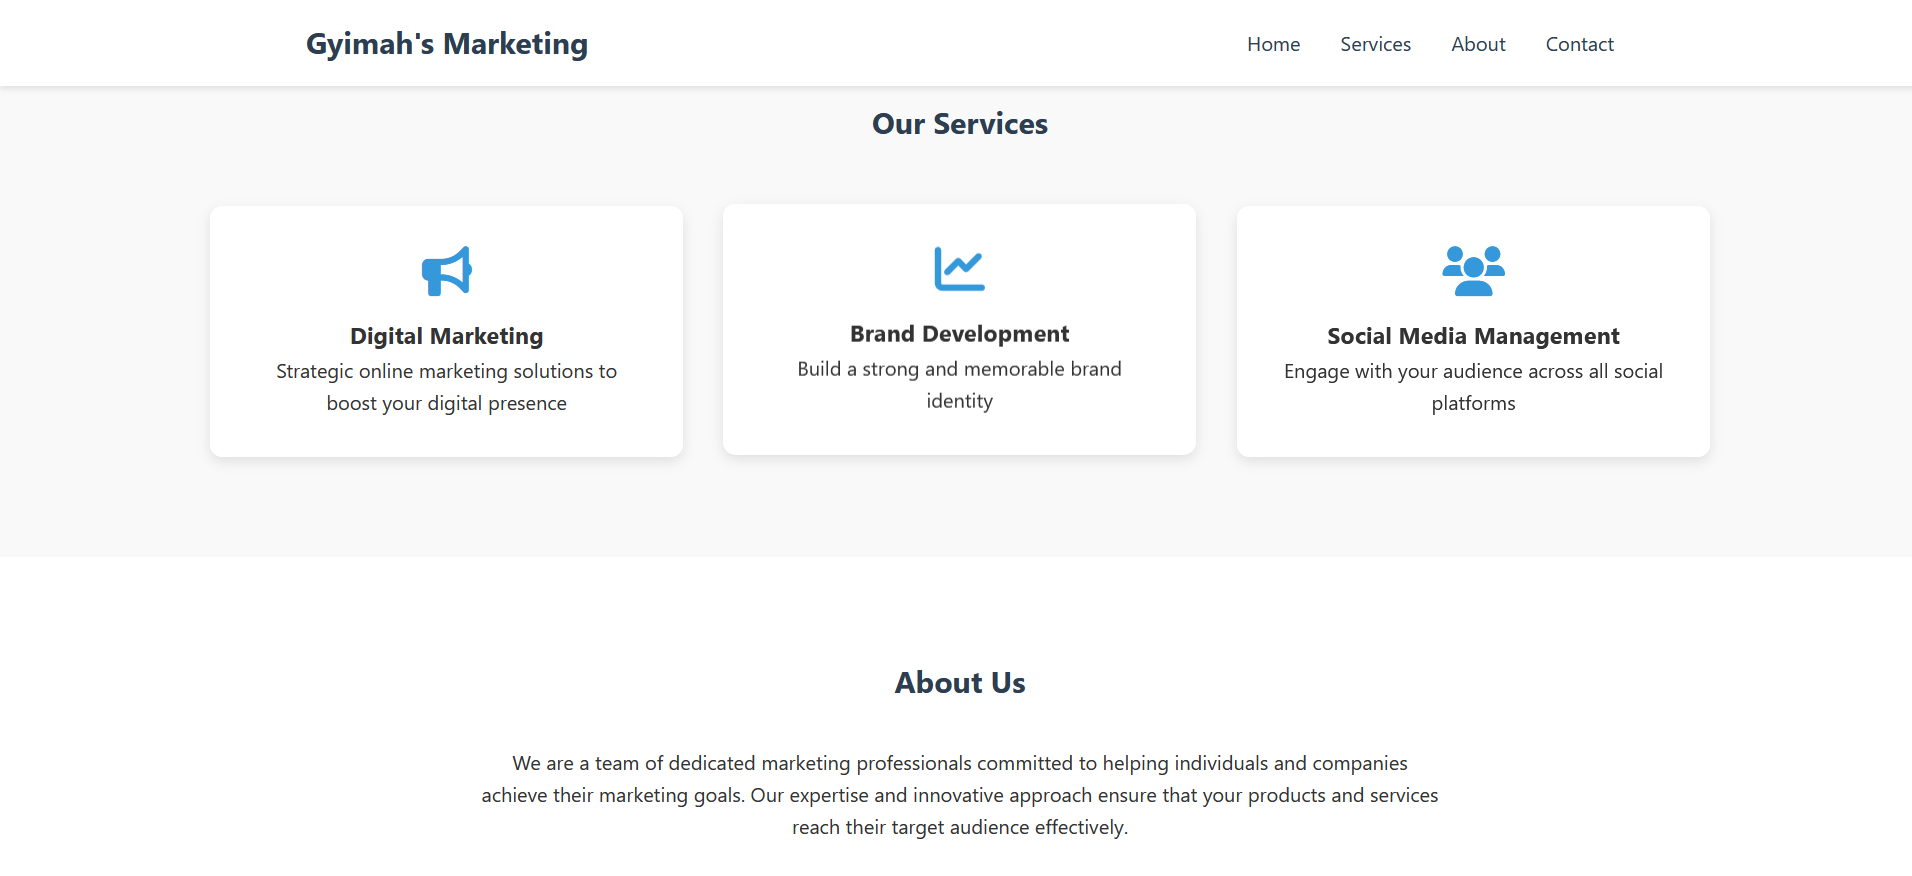 Gyimah's Marketing
Home Services About Contact
Our Services
Digital Marketing
Strategic online marketing solutions to
boost your digital presence
Brand Development
Build a strong and memorable brand
identity
Social Media Management
Engage with your audience across all social
platforms
About Us
We are a team of dedicated marketing professionals committed to helping individuals and companies
achieve their marketing goals. Our expertise and innovative approach ensure that your products and services
reach their target audience effectively.